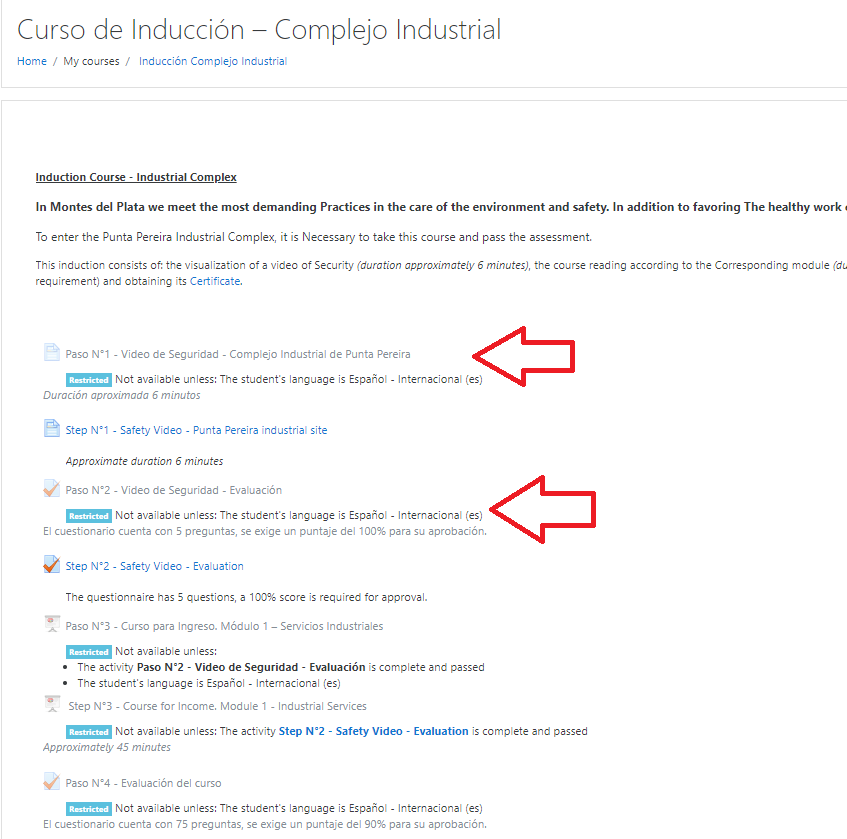 Curso de Inducción – Complejo Industrial
Home / My courses / Inducción Complejo Industrial
Induction Course - Industrial Complex
In Montes del Plata we meet the most demanding Practices in the care of the environment and safety. In addition to favoring The healthy work
To enter the Punta Pereira Industrial Complex, it is Necessary to take this course and pass the assessment.
This induction consists of: the visualization of a video of Security (duration approximately 6 minutes), the course reading according to the Corresponding module
requirement) and obtaining its Certificate.
Paso N°1 - Video de Seguridad - Complejo Industrial de Punta Pereira
Restricted Not available unless: The student's language is Español - Internacional (es)
Duración aproximada 6 minutos
Step N°1 - Safety Video - Punta Pereira industrial site
Approximate duration 6 minutes
Paso N°2 - Video de Seguridad - Evaluación
Restricted Not available unless: The student's language is Español - Internacional (es)
El cuestionario cuenta con 5 preguntas, se exige un puntaje del 100% para su aprobación.
Step N°2 - Safety Video - Evaluation
The questionnaire has 5 questions, a 100% score is required for approval.
Paso N°3 - Curso para Ingreso. Módulo 1 – Servicios Industriales
Restricted Not available unless:
• The activity Paso N°2 - Video de Seguridad - Evaluación is complete and passed
• The student's language is Español - Internacional (es)
Step N°3 - Course for Income. Module 1 - Industrial Services
Restricted Not available unless: The activity Step N°2 - Safety Video - Evaluation is complete and passed
Approximately 45 minutes
Paso N°4 - Evaluación del curso
Restricted Not available unless: The student's language is Español - Internacional (es)
El cuestionario cuenta con 75 preguntas, se exige un puntaje del 90% para su aprobación.